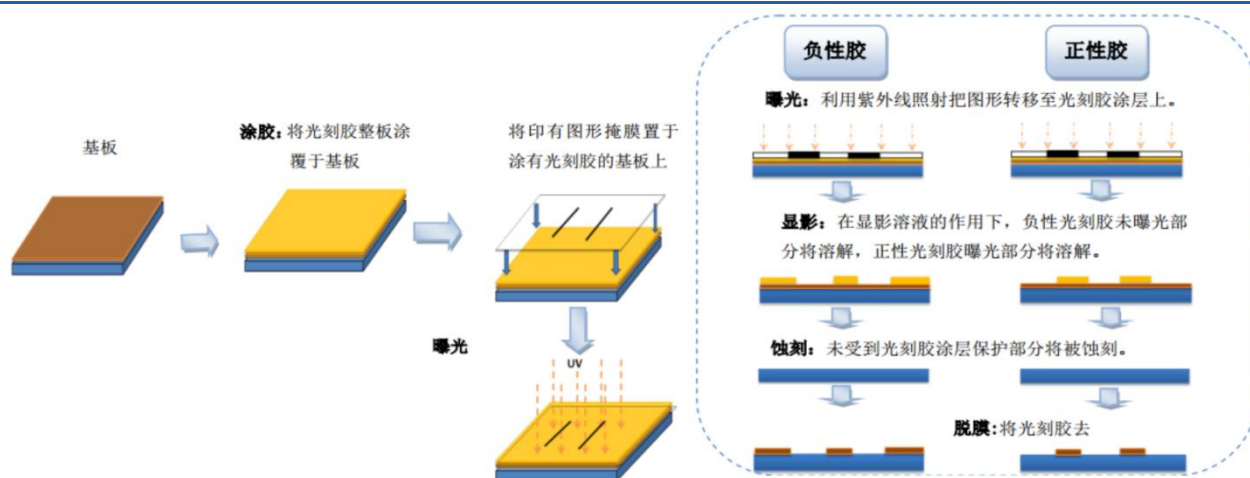 基板
涂胶：将光刻胶整板涂
覆于基板
将印有图形掩膜置于
涂有光刻胶的基板上
曝光
UV
负性胶
正性胶
曝光：利用紫外线照射把图形转移至光刻胶涂层上。
显影：在显影溶液的作用下，负性光刻胶未曝光部
分将溶解，正性光刻胶曝光部分将溶解。
蚀刻：未受到光刻胶涂层保护部分将被蚀刻。
脱膜:将光刻胶去